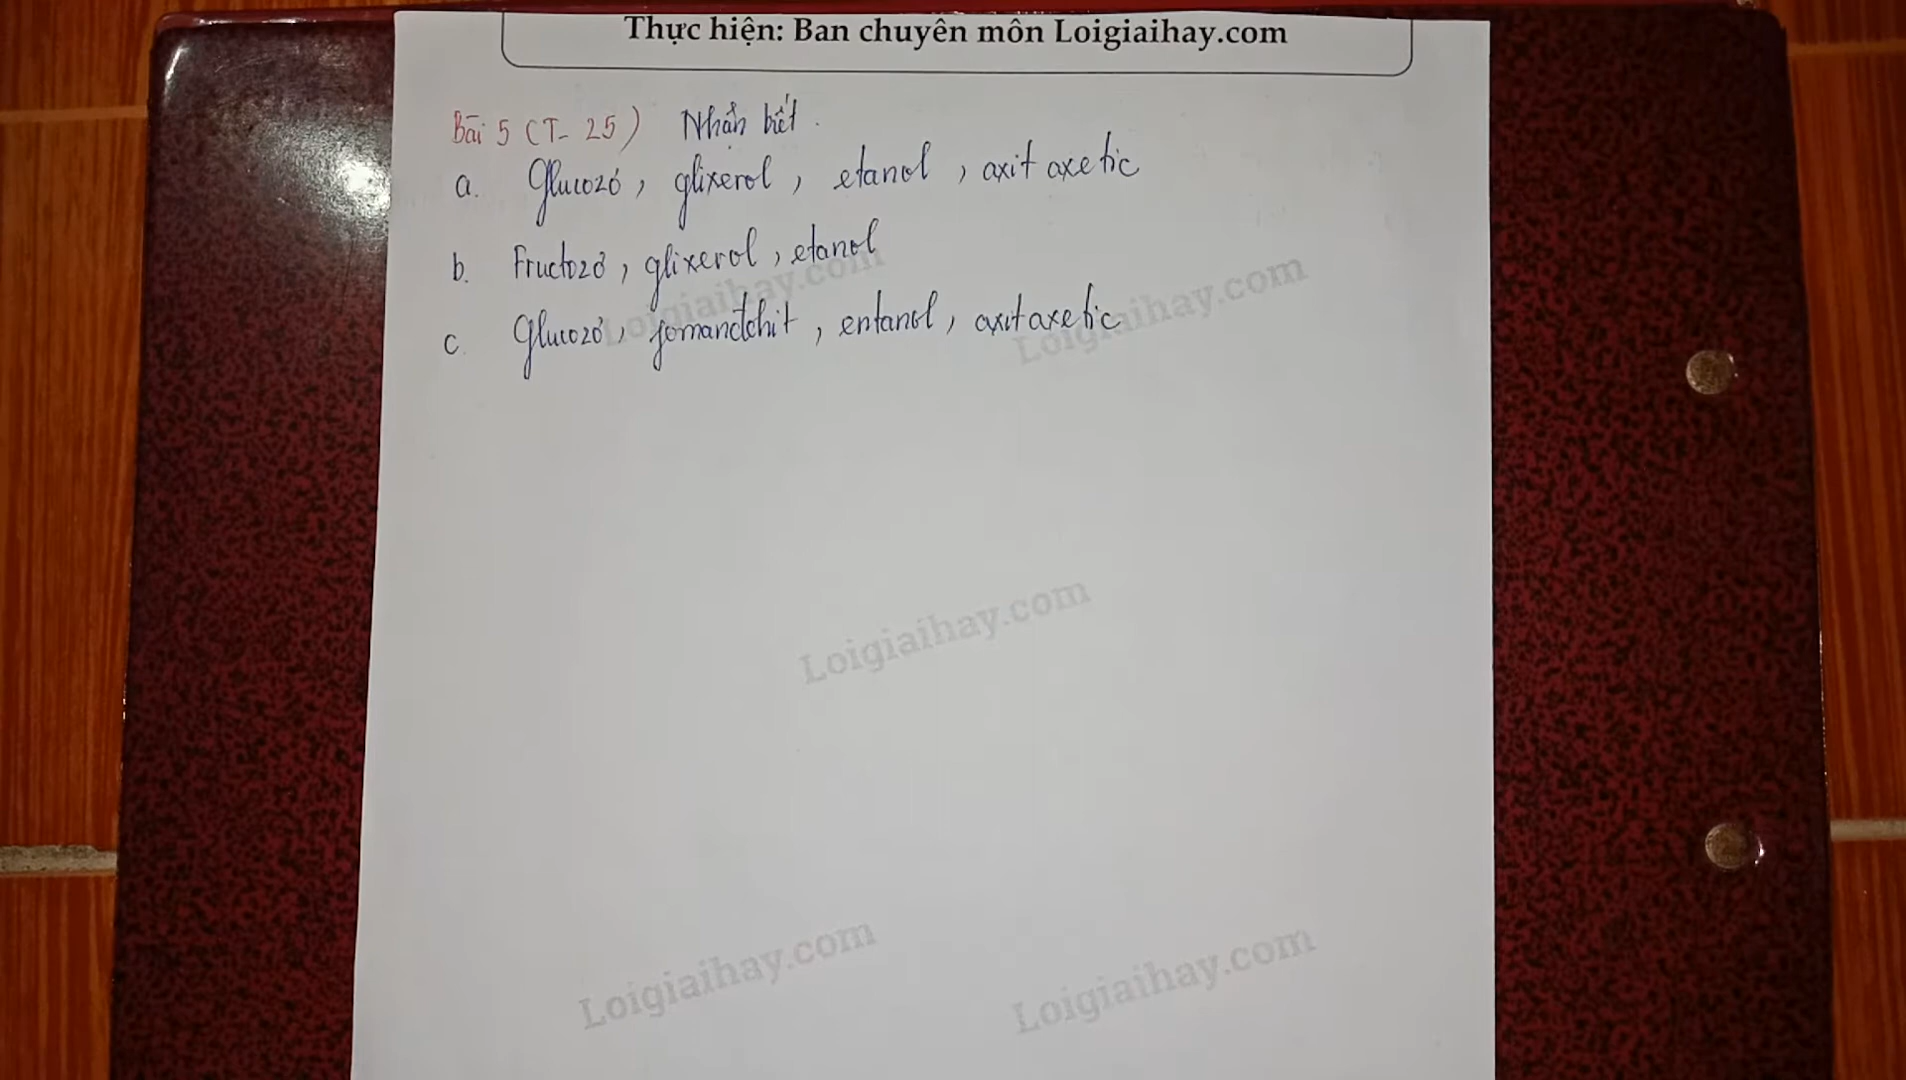 Thực hiện: Ban chuyên môn Loigiaihay.com
Bài 5 (T- 25) Nhận biết.
a. Glucozơ, glixerol, etanol, axit axetic
b. Fructozơ, glixerol, etanol
c. Glucozơ, fomandehit, entanol, axit axetic
Loigiaihay.com
Loigiaihay.com
Loigiaihay.com
Loigiaihay.com
Loigiaihay.com